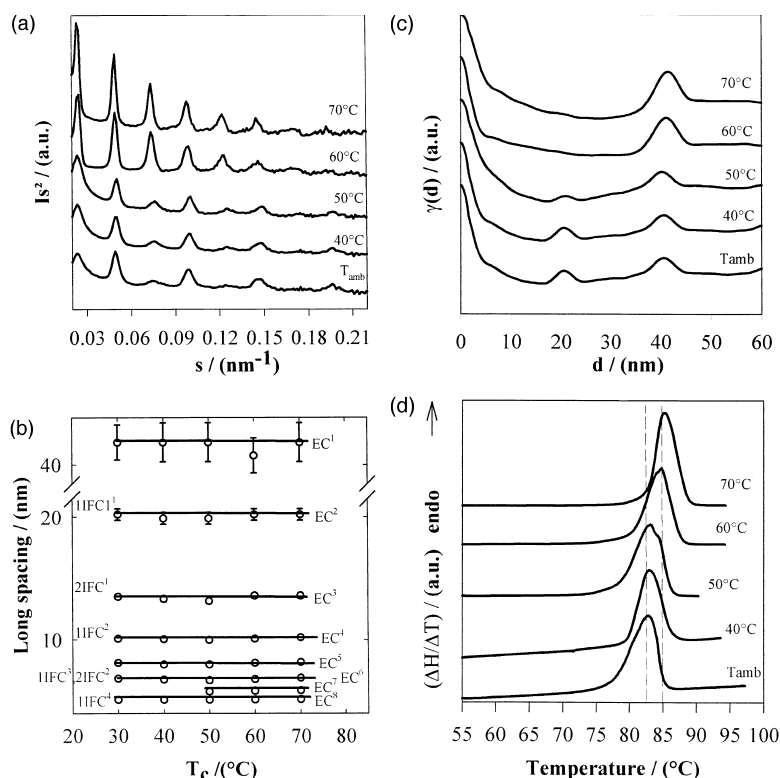 (a)
Is² / (a.u.)
70°C
60°C
50°C
40°C
Tamb
0.03 0.06 0.09 0.12 0.15 0.18 0.21
s / (nm-1)
(c)
γ(d) / (a.u.)
70°C
60°C
50°C
40°C
Tamb
0 10 20 30 40 50 60
d / (nm)
(b)
Long spacing / (nm)
40
20
10
EC1
1IFC11
EC2
2IFC1
EC3
1IFC2
EC4
EC5
1IFC3,2IFC2
EC6
EC7
1IFC4
EC8
20 30 40 50 60 70 80
Tc /(°C)
(d)
(ΔH/ΔT) / (a.u.) endo
70°C
60°C
50°C
40°C
Tamb
55 65 70 75 80 85 90 95 100
Temperature / (°C)